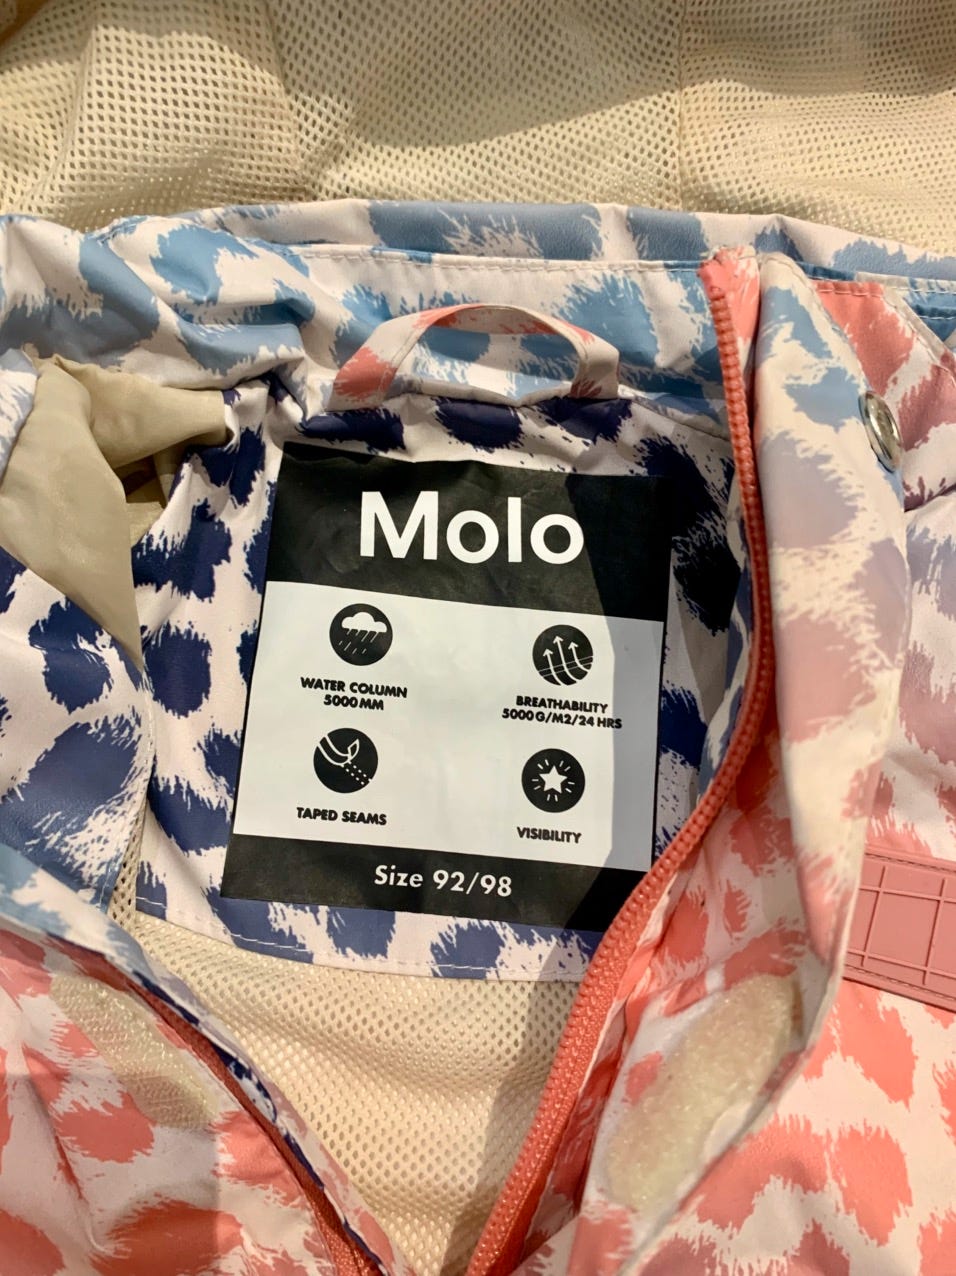 Molo
WATER COLUMN
5000 MM
BREATHABILITY
5000 G/M2/24 HRS
TAPED SEAMS
VISIBILITY
Size 92/98